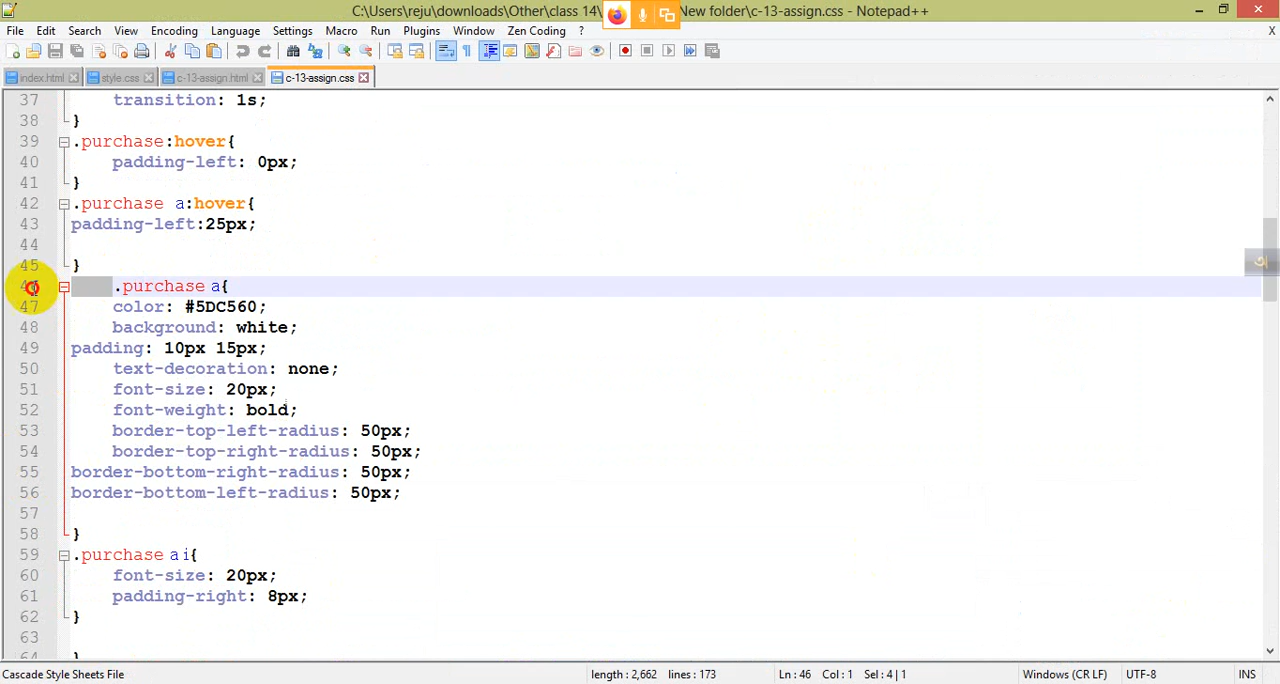 C:\Users\reju\downloads\Other\class 14\ New folder\c-13-assign.css - Notepad++
File Edit Search View Encoding Language Settings Macro Run Plugins Window Zen Coding ? X
index.html style.css c-13-assign.html c-13-assign.css
37 transition: 1s;
38 }
39 .purchase:hover{
40 padding-left: 0px;
41 }
42 .purchase a:hover{
43 padding-left:25px;
44
45 }
46 .purchase a{
47 color: #5DC560;
48 background: white;
49 padding: 10px 15px;
50 text-decoration: none;
51 font-size: 20px;
52 font-weight: bold;
53 border-top-left-radius: 50px;
54 border-top-right-radius: 50px;
55 border-bottom-right-radius: 50px;
56 border-bottom-left-radius: 50px;
57
58 }
59 .purchase a i{
60 font-size: 20px;
61 padding-right: 8px;
62 }
63
64 }
Cascade Style Sheets File length : 2,662 lines : 173 Ln : 46 Col : 1 Sel : 4 | 1 Windows (CR LF) UTF-8 INS